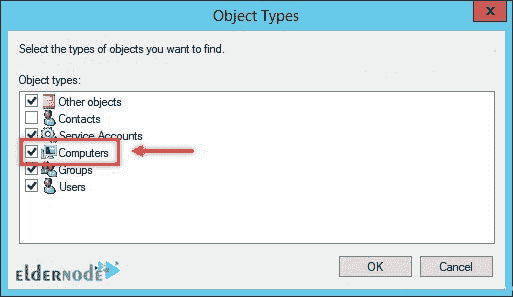 Object Types
x
Select the types of objects you want to find.
Object types:
Other objects
Contacts
Service Accounts
Computers
Groups
Users
OK
Cancel
eldernode